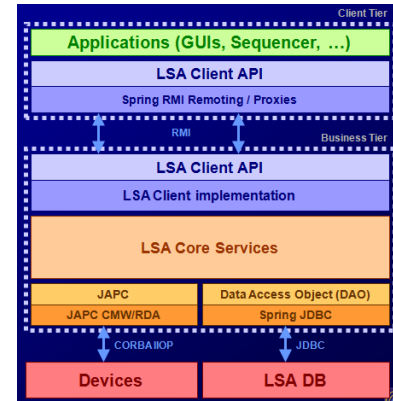 Client Tier
Applications (GUIs, Sequencer, ...)
LSA Client API
Spring RMI Remoting / Proxies
RMI
Business Tier
LSA Client API
LSA Client implementation
LSA Core Services
JAPC
Data Access Object (DAO)
JAPC CMW/RDA
Spring JDBC
CORBA/IOP
JDBC
Devices
LSA DB